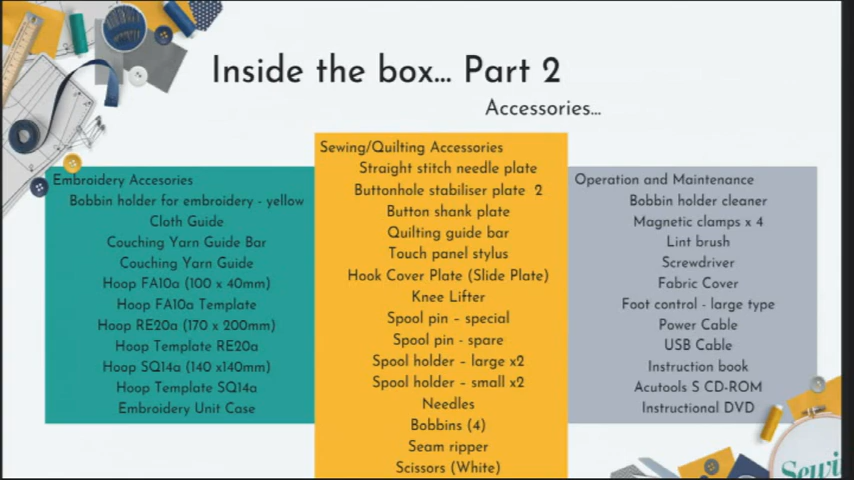 Inside the box... Part 2
Accessories...
Embroidery Accesories
Bobbin holder for embroidery - yellow
Cloth Guide
Couching Yarn Guide Bar
Couching Yarn Guide
Hoop FA10a (100 x 40mm)
Hoop FA10a Template
Hoop RE20a (170 x 200mm)
Hoop Template RE20a
Hoop SQ14a (140 x140mm)
Hoop Template SQ14a
Embroidery Unit Case
Sewing/Quilting Accessories
Straight stitch needle plate
Buttonhole stabiliser plate 2
Button shank plate
Quilting guide bar
Touch panel stylus
Hook Cover Plate (Slide Plate)
Knee Lifter
Spool pin – special
Spool pin - spare
Spool holder – large x2
Spool holder – small x2
Needles
Bobbins (4)
Seam ripper
Scissors (White)
Operation and Maintenance
Bobbin holder cleaner
Magnetic clamps x 4
Lint brush
Screwdriver
Fabric Cover
Foot control - large type
Power Cable
USB Cable
Instruction book
Acutools S CD-ROM
Instructional DVD